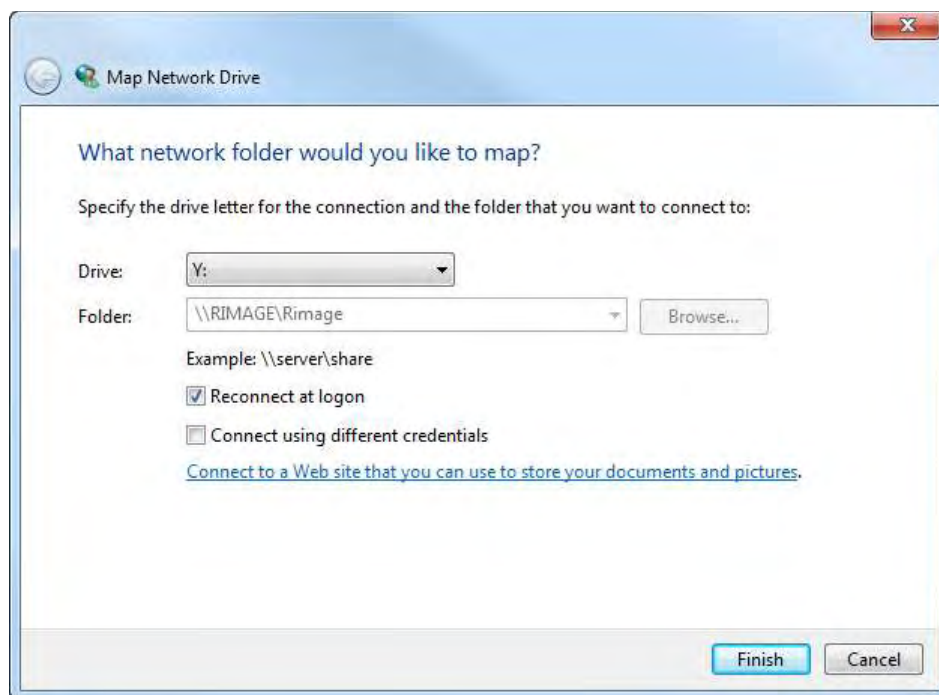 Map Network Drive
What network folder would you like to map?
Specify the drive letter for the connection and the folder that you want to connect to:
Drive: Y:
Folder: \\RIMAGE\Rimage Browse...
Example: \\server\share
Reconnect at logon
Connect using different credentials
Connect to a Web site that you can use to store your documents and pictures.
Finish Cancel